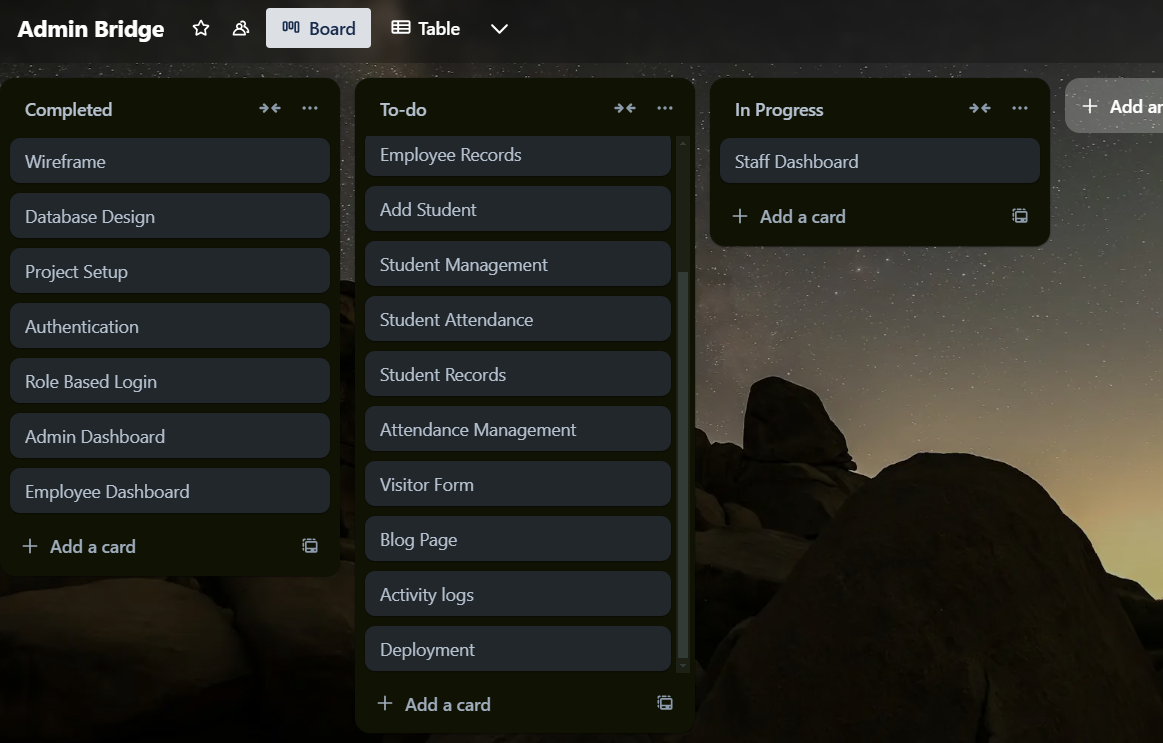 Admin Bridge
Board
Table
Completed
Wireframe
Database Design
Project Setup
Authentication
Role Based Login
Admin Dashboard
Employee Dashboard
Add a card
To-do
Employee Records
Add Student
Student Management
Student Attendance
Student Records
Attendance Management
Visitor Form
Blog Page
Activity logs
Deployment
Add a card
In Progress
Staff Dashboard
Add a card
Add